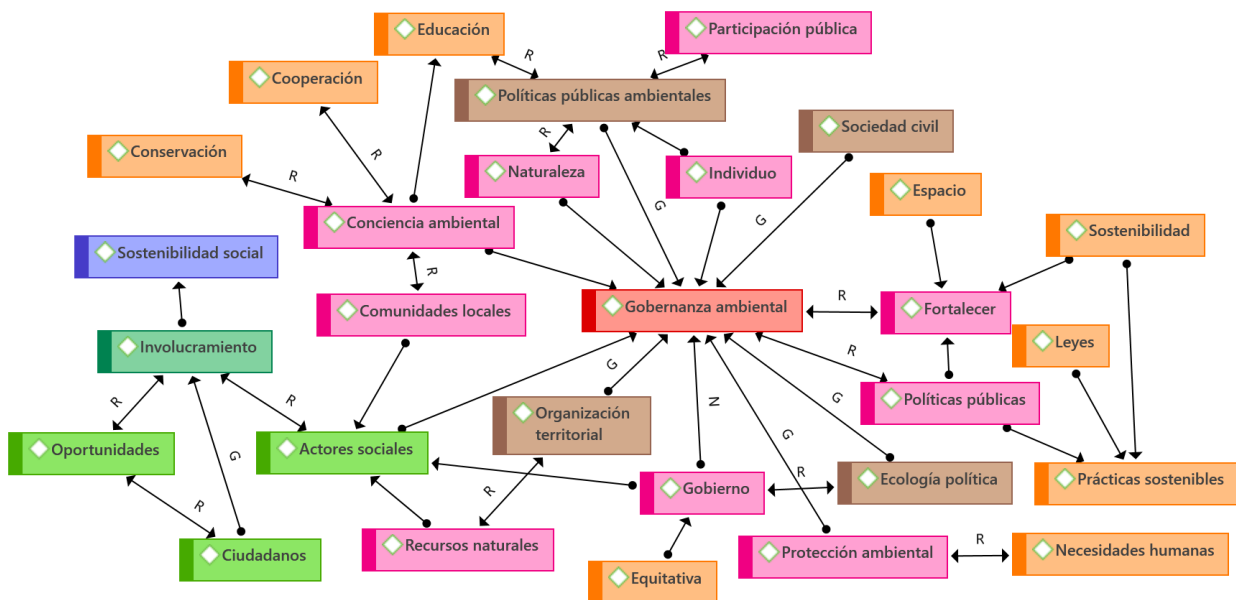 Educación
Participación pública
R
R
Cooperación
Políticas públicas ambientales
Sociedad civil
R
Conservación
R
Naturaleza
Individuo
R
Espacio
G
G
Conciencia ambiental
Sostenibilidad
Sostenibilidad social
R
Comunidades locales
Gobernanza ambiental
R
Fortalecer
Involucramiento
Leyes
R
G
R
R
Políticas públicas
N
G
Organización
territorial
Oportunidades
G
Actores sociales
G
Gobierno
R
Ecología política
Prácticas sostenibles
R
R
Ciudadanos
Recursos naturales
Protección ambiental
R
Necesidades humanas
Equitativa